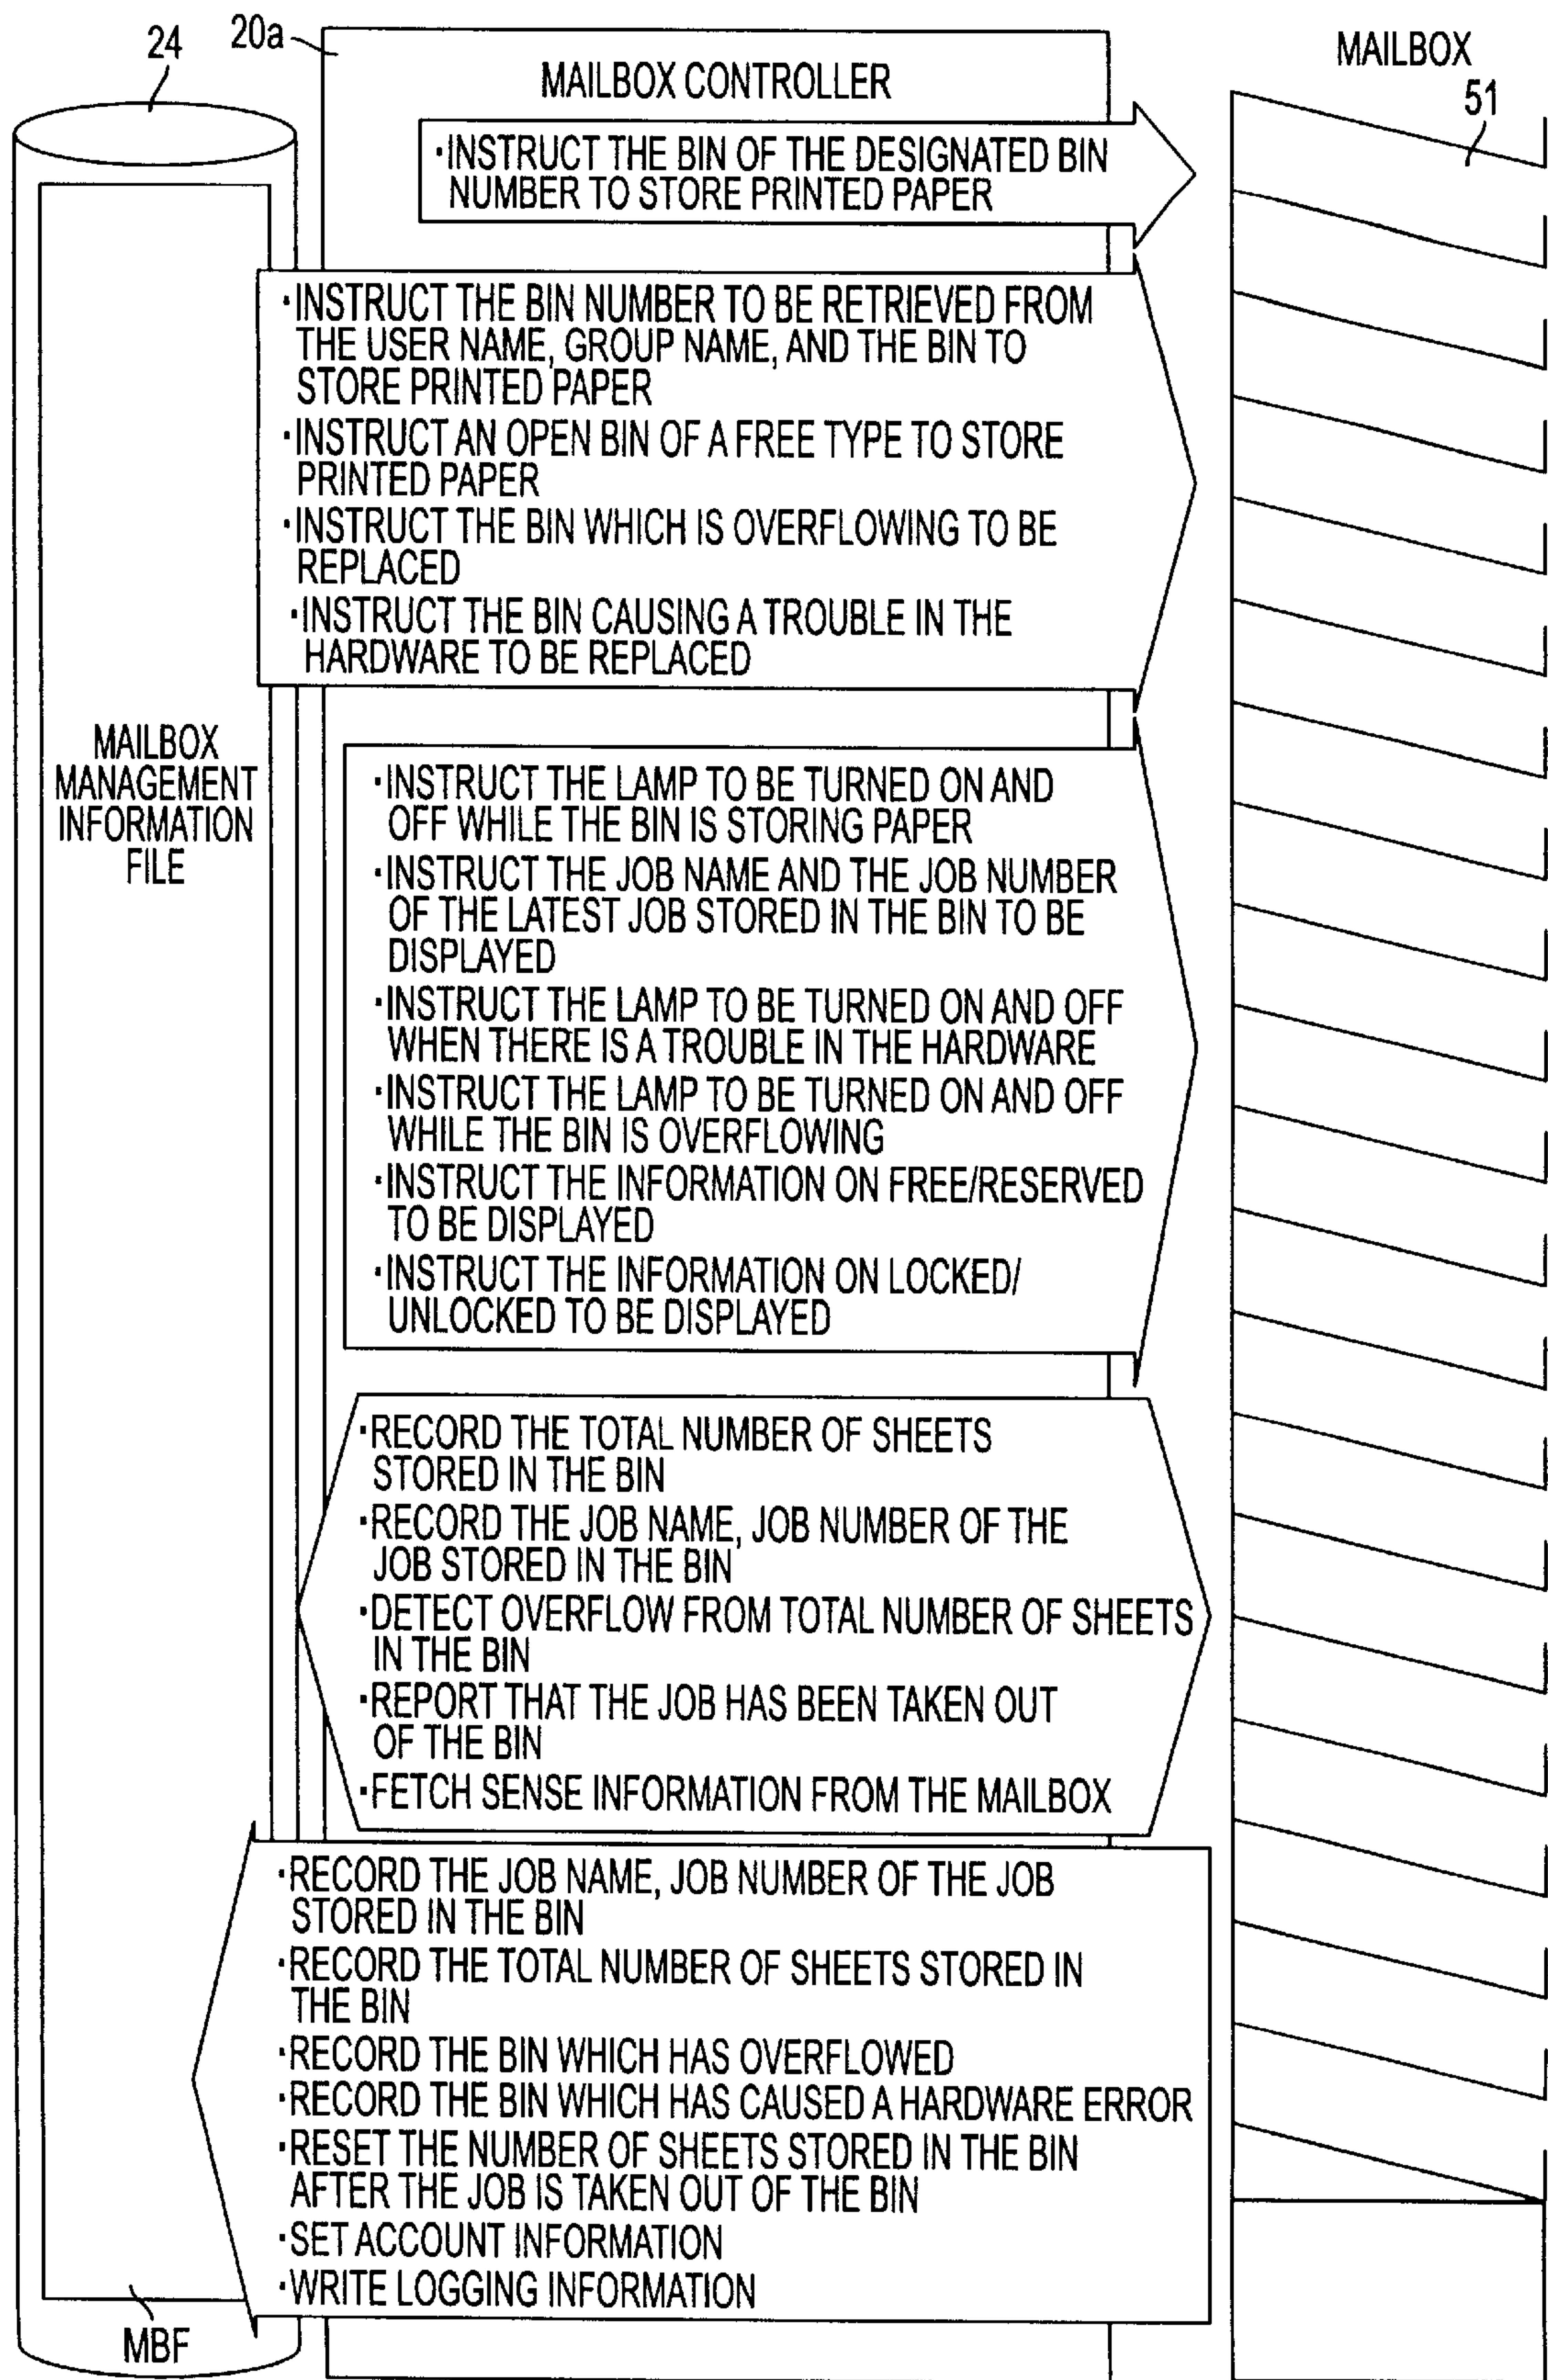 24
20a
MAILBOX CONTROLLER
MAILBOX
51
·INSTRUCT THE BIN OF THE DESIGNATED BIN
NUMBER TO STORE PRINTED PAPER
·INSTRUCT THE BIN NUMBER TO BE RETRIEVED FROM
THE USER NAME, GROUP NAME, AND THE BIN TO
STORE PRINTED PAPER
·INSTRUCT AN OPEN BIN OF A FREE TYPE TO STORE
PRINTED PAPER
·INSTRUCT THE BIN WHICH IS OVERFLOWING TO BE
REPLACED
·INSTRUCT THE BIN CAUSING A TROUBLE IN THE
HARDWARE TO BE REPLACED
MAILBOX
MANAGEMENT
INFORMATION
FILE
·INSTRUCT THE LAMP TO BE TURNED ON AND
OFF WHILE THE BIN IS STORING PAPER
·INSTRUCT THE JOB NAME AND THE JOB NUMBER
OF THE LATEST JOB STORED IN THE BIN TO BE
DISPLAYED
·INSTRUCT THE LAMP TO BE TURNED ON AND OFF
WHEN THERE IS A TROUBLE IN THE HARDWARE
·INSTRUCT THE LAMP TO BE TURNED ON AND OFF
WHILE THE BIN IS OVERFLOWING
·INSTRUCT THE INFORMATION ON FREE/RESERVED
TO BE DISPLAYED
·INSTRUCT THE INFORMATION ON LOCKED/
UNLOCKED TO BE DISPLAYED
·RECORD THE TOTAL NUMBER OF SHEETS
STORED IN THE BIN
·RECORD THE JOB NAME, JOB NUMBER OF THE
JOB STORED IN THE BIN
·DETECT OVERFLOW FROM TOTAL NUMBER OF SHEETS
IN THE BIN
·REPORT THAT THE JOB HAS BEEN TAKEN OUT
OF THE BIN
·FETCH SENSE INFORMATION FROM THE MAILBOX
·RECORD THE JOB NAME, JOB NUMBER OF THE JOB
STORED IN THE BIN
·RECORD THE TOTAL NUMBER OF SHEETS STORED IN
THE BIN
·RECORD THE BIN WHICH HAS OVERFLOWED
·RECORD THE BIN WHICH HAS CAUSED A HARDWARE ERROR
·RESET THE NUMBER OF SHEETS STORED IN THE BIN
AFTER THE JOB IS TAKEN OUT OF THE BIN
·SET ACCOUNT INFORMATION
·WRITE LOGGING INFORMATION
MBF